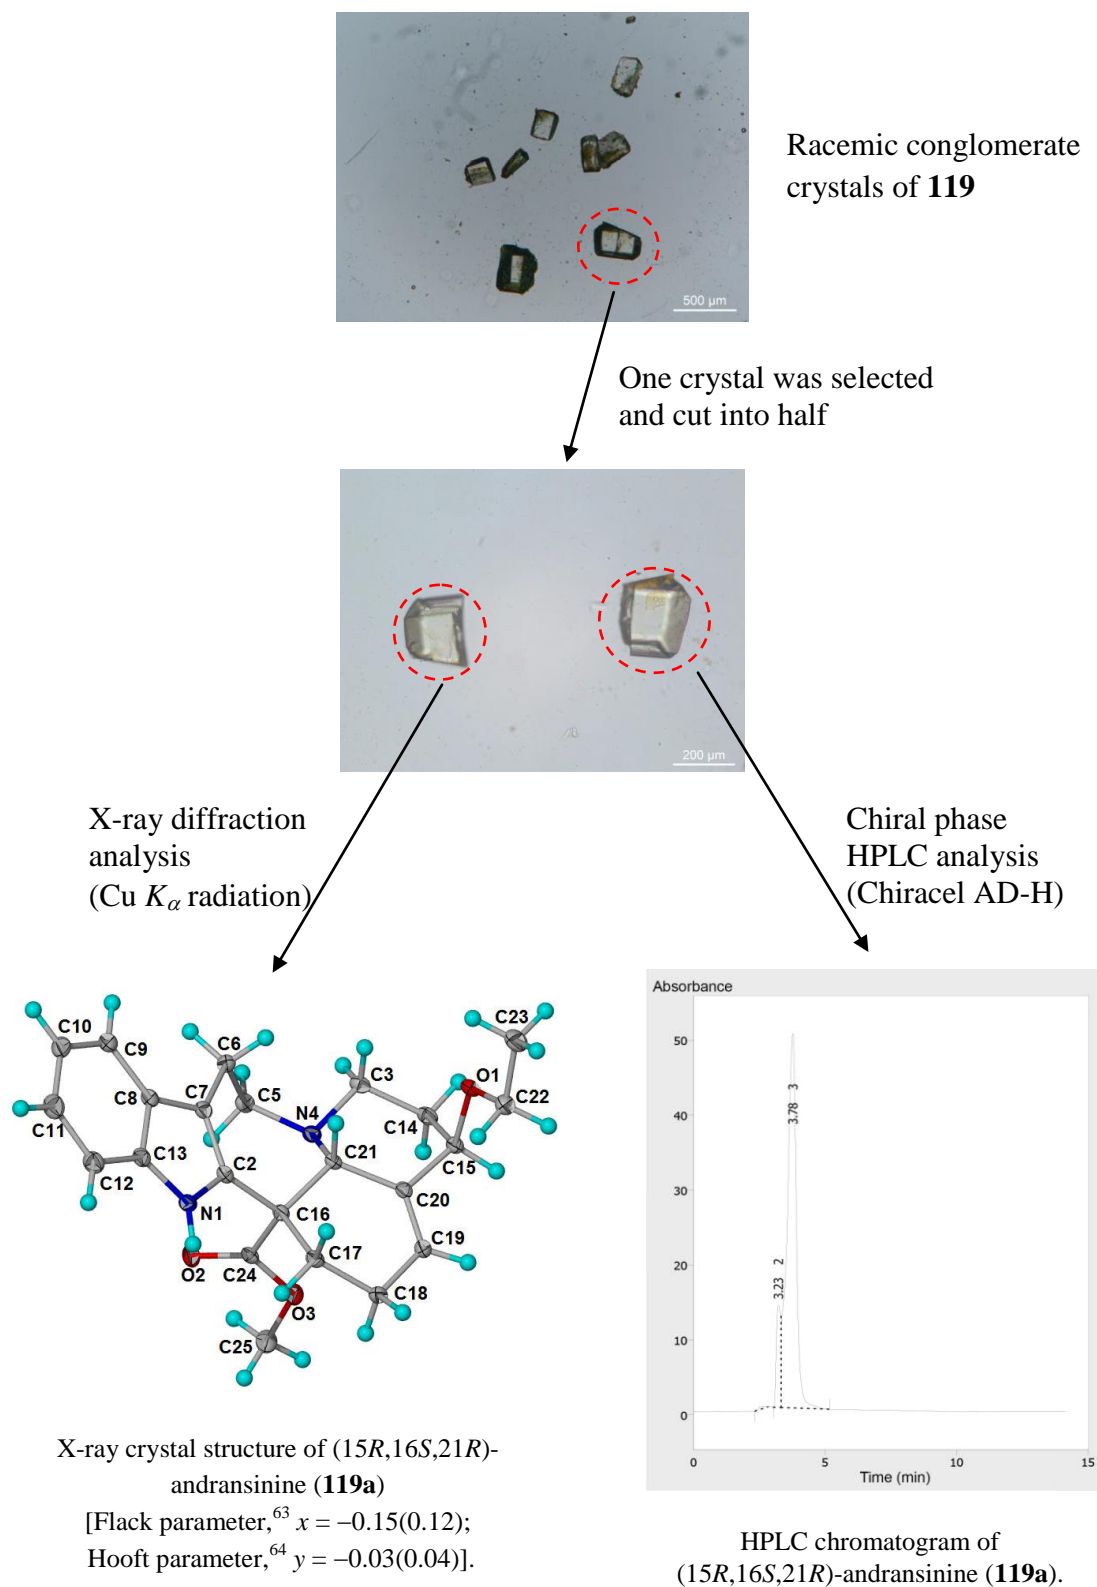 Racemic conglomerate
crystals of 119
500 µm
One crystal was selected
and cut into half
200 µm
X-ray diffraction
analysis
(Cu Kα radiation)
Chiral phase
HPLC analysis
(Chiracel AD-H)
C10
C9
C8
C11
C12
C13
C7
C6
C5
N4
C3
C23
O1
C22
C14
C15
C21
C20
C2
N1
C16
C19
C17
C18
O2
C24
O3
C25
Absorbance
50
40
30
20
10
0
3.23 2
3.78 3
0 5 10 15
Time (min)
X-ray crystal structure of (15R,16S,21R)-
andransinine (119a)
[Flack parameter,63 x = −0.15(0.12);
Hooft parameter,64 y = −0.03(0.04)].
HPLC chromatogram of
(15R,16S,21R)-andransinine (119a).